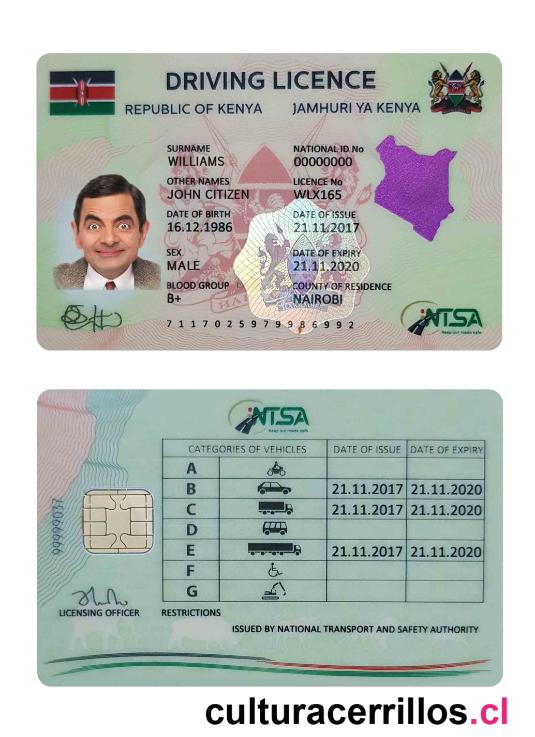 DRIVING LICENCE
REPUBLIC OF KENYA JAMHURI YA KENYA
SURNAME NATIONAL ID No
WILLIAMS 00000000
OTHER NAMES LICENCE No
JOHN CITIZEN WLX165
DATE OF BIRTH DATE OF ISSUE
16.12.1986 21.11.2017
SEX DATE OF EXPIRY
MALE 21.11.2020
BLOOD GROUP COUNTY OF RESIDENCE
B+ NAIROBI
7 1 1 7 0 2 5 9 7 9 9 8 6 9 9 2
NTSA
Keep our roads safe
NTSA
Keep our roads safe
CATEGORIES OF VEHICLES DATE OF ISSUE DATE OF EXPIRY
A
B 21.11.2017 21.11.2020
C 21.11.2017 21.11.2020
D
E 21.11.2017 21.11.2020
F
G
99999037
LICENSING OFFICER RESTRICTIONS
ISSUED BY NATIONAL TRANSPORT AND SAFETY AUTHORITY
culturacerrillos.cl